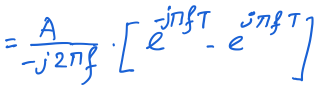 = A / -j2πf · [ e^{-jπfT} - e^{jπfT} ]